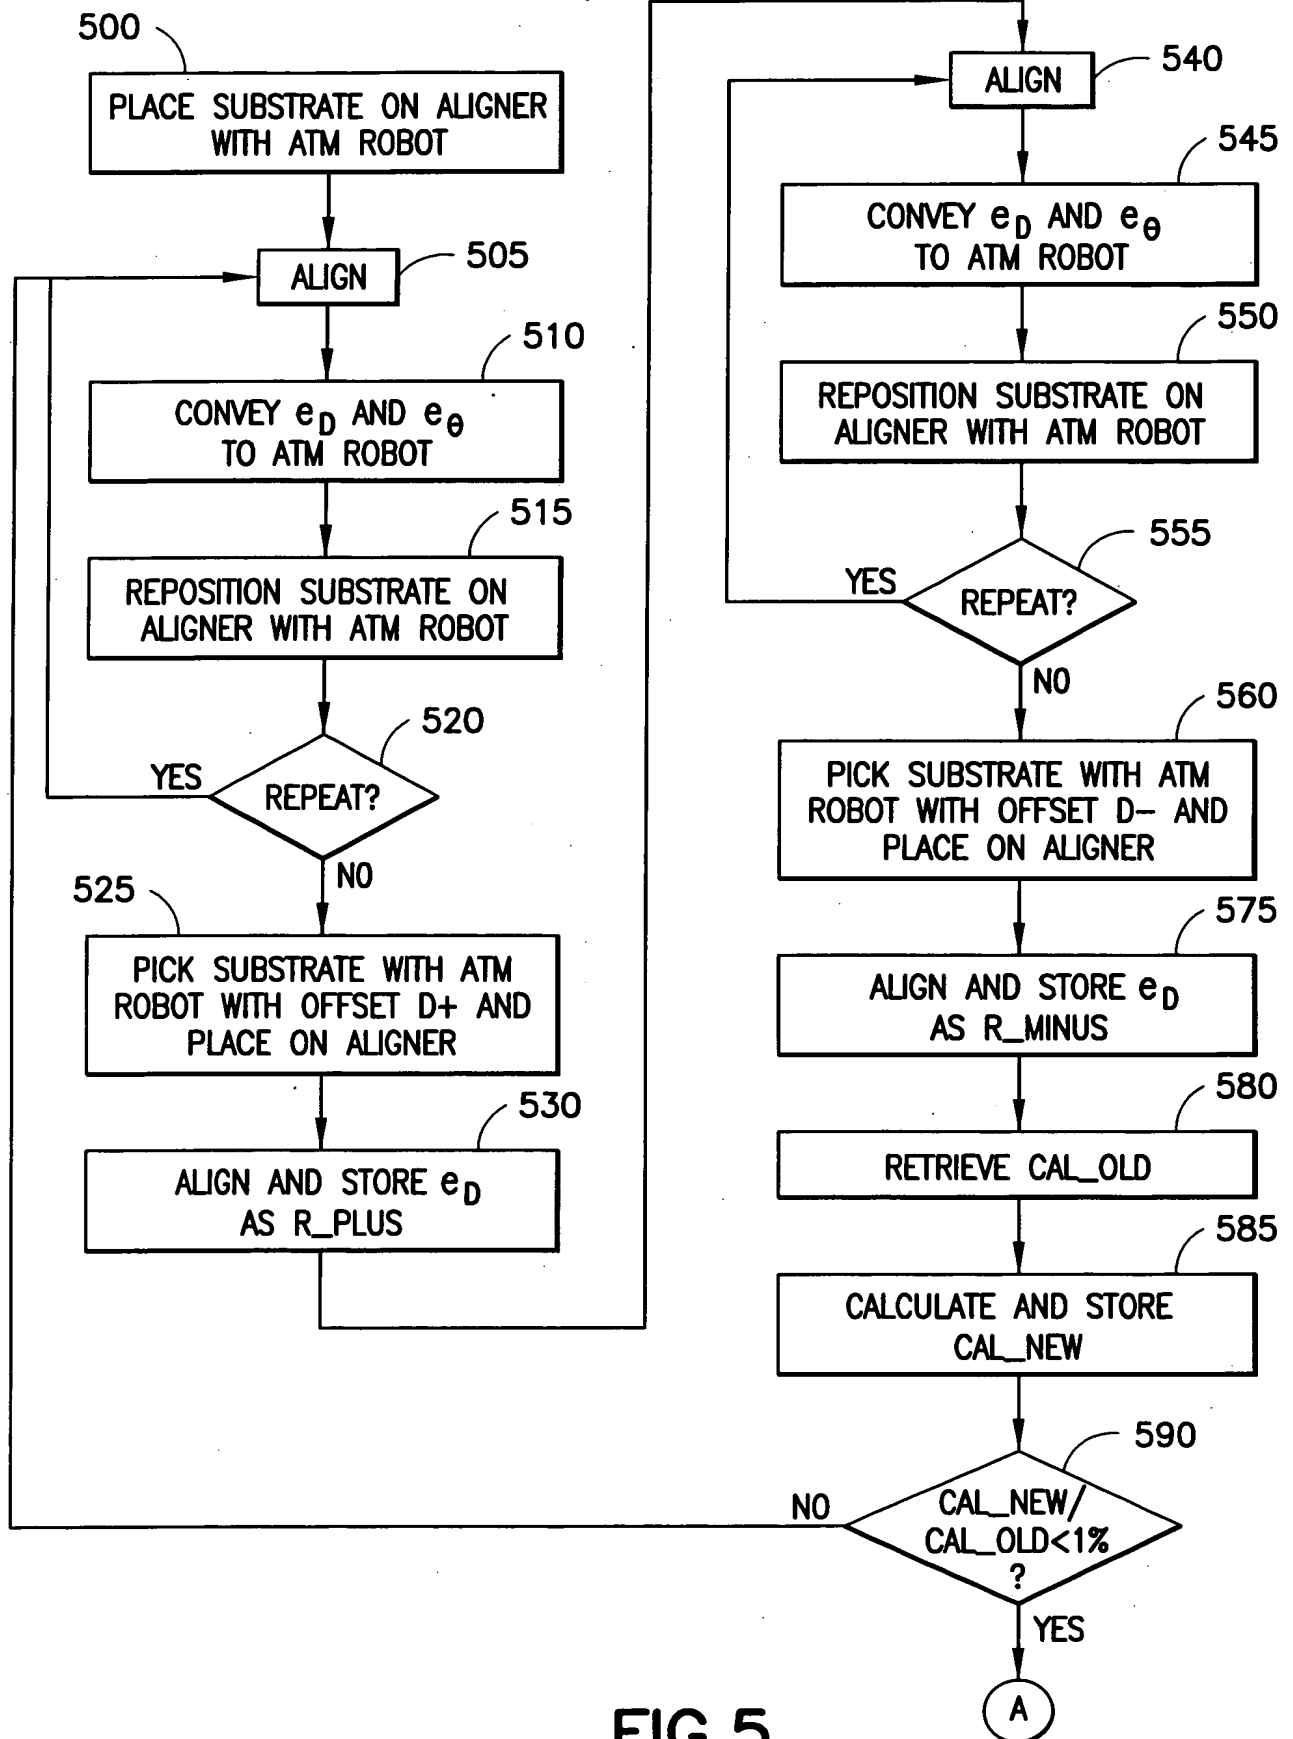 500
PLACE SUBSTRATE ON ALIGNER
WITH ATM ROBOT
505
ALIGN
510
CONVEY eD AND eθ
TO ATM ROBOT
515
REPOSITION SUBSTRATE ON
ALIGNER WITH ATM ROBOT
520
YES
REPEAT?
NO
525
PICK SUBSTRATE WITH ATM
ROBOT WITH OFFSET D+ AND
PLACE ON ALIGNER
530
ALIGN AND STORE eD
AS R_PLUS
540
ALIGN
545
CONVEY eD AND eθ
TO ATM ROBOT
550
REPOSITION SUBSTRATE ON
ALIGNER WITH ATM ROBOT
555
YES
REPEAT?
NO
560
PICK SUBSTRATE WITH ATM
ROBOT WITH OFFSET D− AND
PLACE ON ALIGNER
575
ALIGN AND STORE eD
AS R_MINUS
580
RETRIEVE CAL_OLD
585
CALCULATE AND STORE
CAL_NEW
590
NO
CAL_NEW/
CAL_OLD<1%
?
YES
A
FIG.5